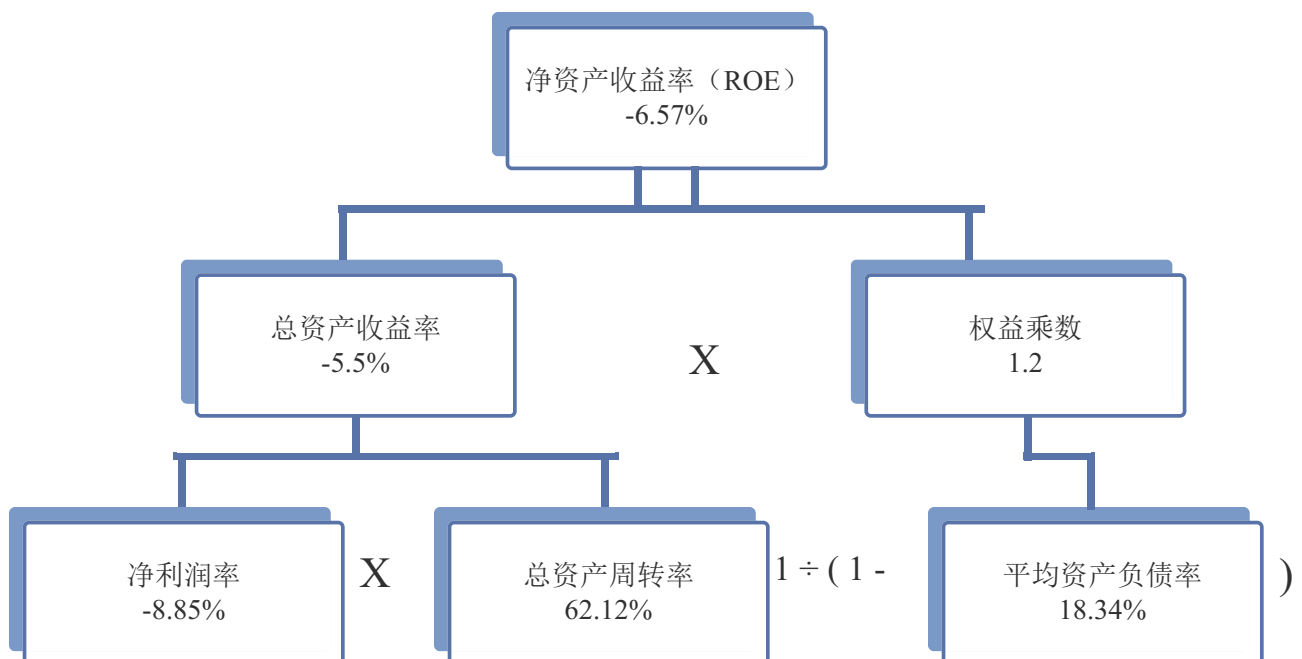 净资产收益率（ROE）
-6.57%
总资产收益率
-5.5%
X
权益乘数
1.2
净利润率
-8.85%
X
总资产周转率
62.12%
1 ÷ ( 1 -
平均资产负债率
18.34%
)